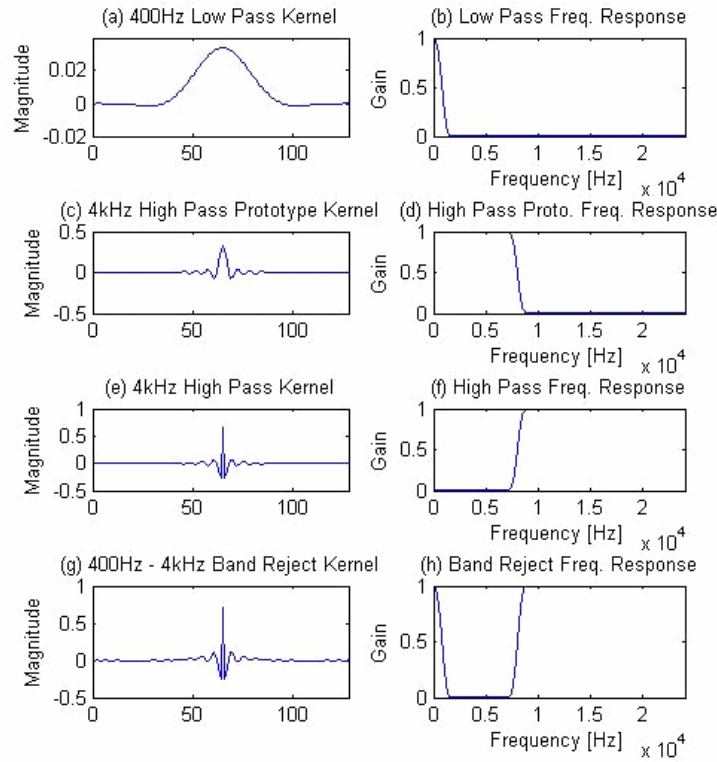 (a) 400Hz Low Pass Kernel
Magnitude
0.02
0
-0.02
0 50 100
(b) Low Pass Freq. Response
Gain
1
0.5
0
0 0.5 1 1.5 2
Frequency [Hz]
x 10^4
(c) 4kHz High Pass Prototype Kernel
Magnitude
0.5
0
-0.5
0 50 100
(d) High Pass Proto. Freq. Response
Gain
1
0.5
0
0 0.5 1 1.5 2
Frequency [Hz]
x 10^4
(e) 4kHz High Pass Kernel
Magnitude
1
0.5
0
-0.5
0 50 100
(f) High Pass Freq. Response
Gain
1
0.5
0
0 0.5 1 1.5 2
Frequency [Hz]
x 10^4
(g) 400Hz - 4kHz Band Reject Kernel
Magnitude
1
0.5
0
-0.5
0 50 100
(h) Band Reject Freq. Response
Gain
1
0.5
0
0 0.5 1 1.5 2
Frequency [Hz]
x 10^4